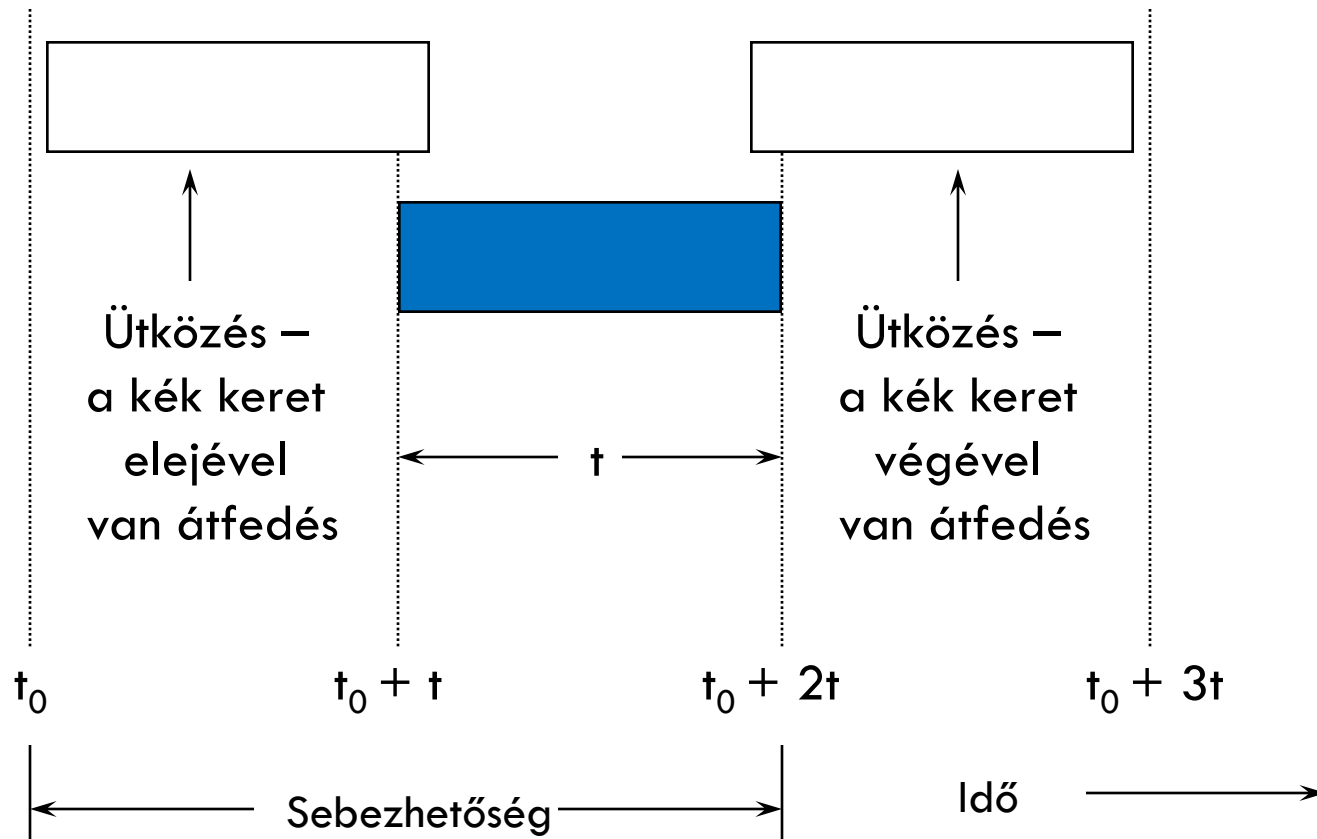 Ütközés –
a kék keret
elejével
van átfedés
Ütközés –
a kék keret
végével
van átfedés
t
t₀
t₀ + t
t₀ + 2t
t₀ + 3t
Sebezhetőség
Idő